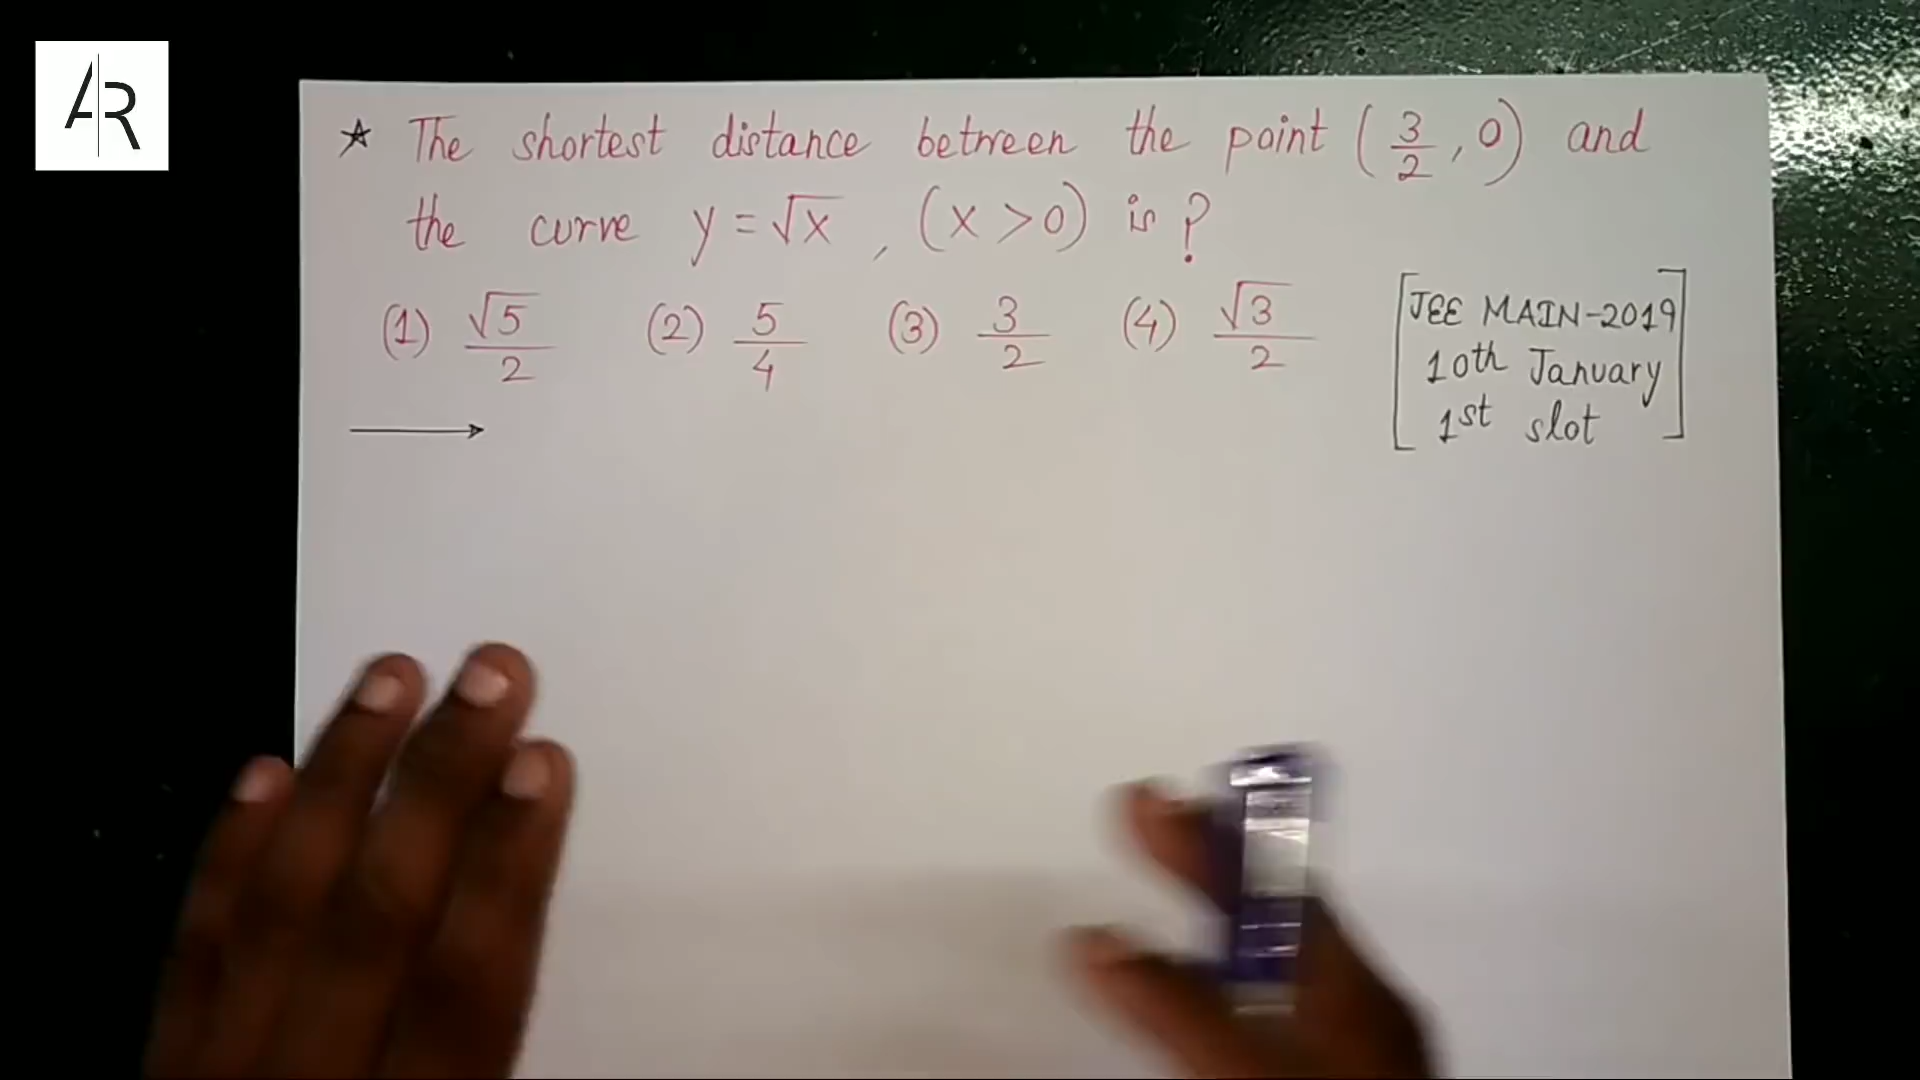 AR
☆ The shortest distance between the point (3/2, 0) and
the curve y = √x, (x > 0) is ?
(1) √5/2 (2) 5/4 (3) 3/2 (4) √3/2
[JEE MAIN-2019
10th January
1st slot]